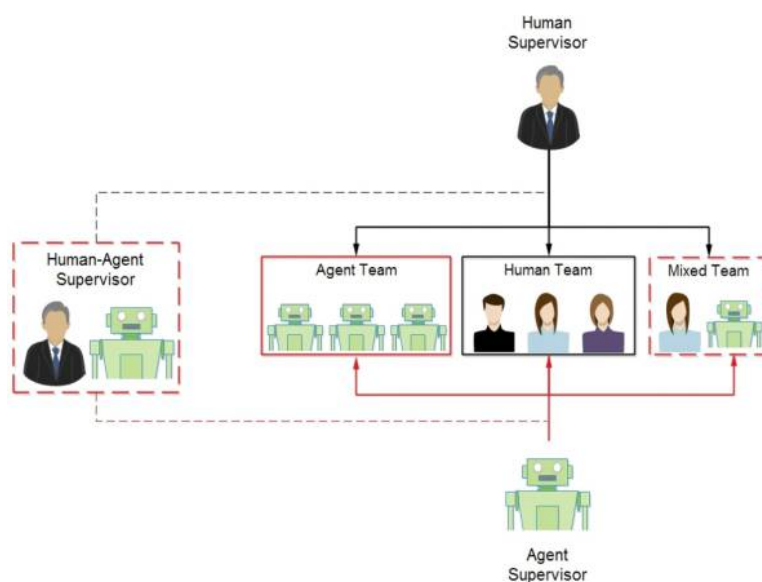 Human
Supervisor
Human-Agent
Supervisor
Agent Team
Human Team
Mixed Team
Agent
Supervisor